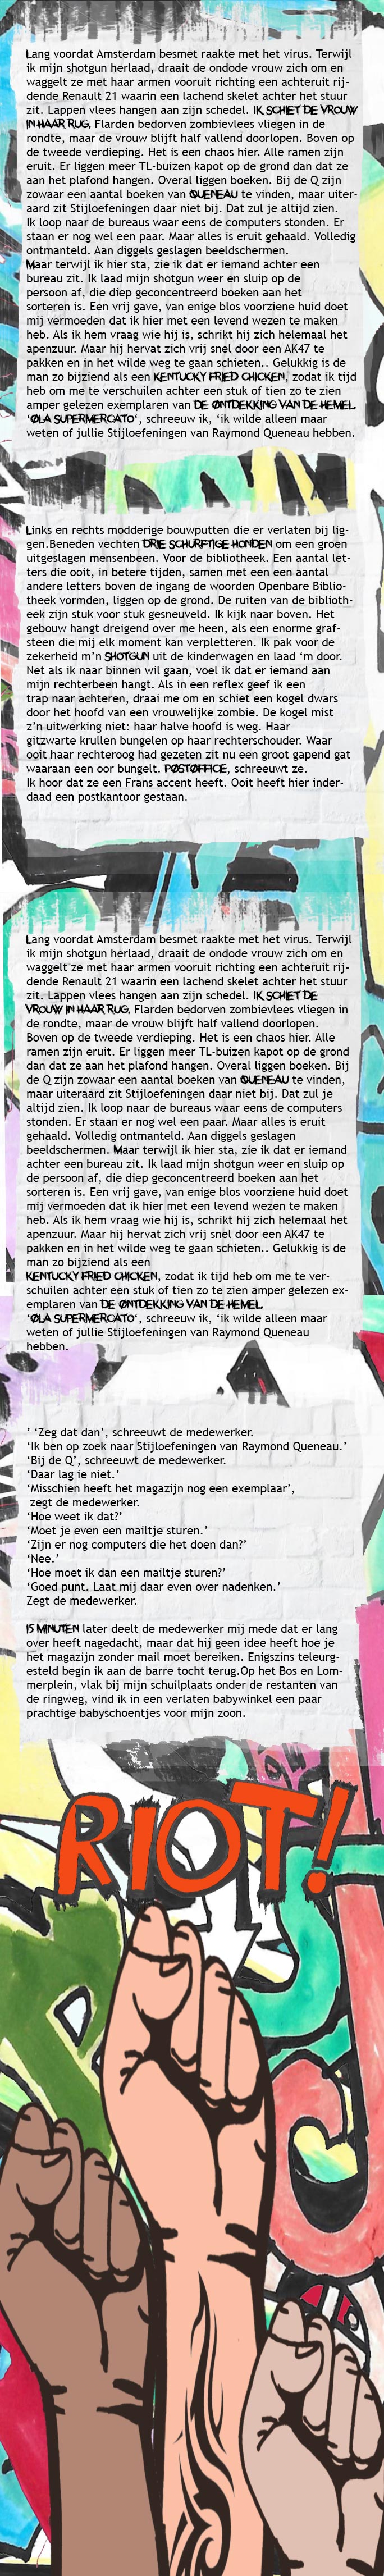 Lang voordat Amsterdam besmet raakte met het virus. Terwijl
ik mijn shotgun herlaad, draait de ondode vrouw zich om en
waggelt ze met haar armen vooruit richting een achteruit rij-
dende Renault 21 waarin een lachend skelet achter het stuur
zit. Lappen vlees hangen aan zijn schedel. IK SCHIET DE VROUW
IN HAAR RUG. Flarden bedorven zombievlees vliegen in de
rondte, maar de vrouw blijft half vallend doorlopen. Boven op
de tweede verdieping. Het is een chaos hier. Alle ramen zijn
eruit. Er liggen meer TL-buizen kapot op de grond dan dat ze
aan het plafond hangen. Overal liggen boeken. Bij de Q zijn
zowaar een aantal boeken van QUENEAU te vinden, maar uiter-
aard zit Stijloefeningen daar niet bij. Dat zul je altijd zien.
Ik loop naar de bureaus waar eens de computers stonden. Er
staan er nog wel een paar. Maar alles is eruit gehaald. Volledig
ontmanteld. Aan diggels geslagen beeldschermen.
Maar terwijl ik hier sta, zie ik dat er iemand achter een
bureau zit. Ik laad mijn shotgun weer en sluip op de
persoon af, die diep geconcentreerd boeken aan het
sorteren is. Een vrij gave, van enige blos voorziene huid doet
mij vermoeden dat ik hier met een levend wezen te maken
heb. Als ik hem vraag wie hij is, schrikt hij zich helemaal het
apenzuur. Maar hij hervat zich vrij snel door een AK47 te
pakken en in het wilde weg te gaan schieten.. Gelukkig is de
man zo bijziend als een KENTUCKY FRIED CHICKEN, zodat ik tijd
heb om me te verschuilen achter een stuk of tien zo te zien
amper gelezen exemplaren van DE ØNTDEKKING VAN DE HEMEL.
‘ØLA SUPERMERCATO‘, schreeuw ik, ‘ik wilde alleen maar
weten of jullie Stijloefeningen van Raymond Queneau hebben.
Links en rechts modderige bouwputten die er verlaten bij lig-
gen.Beneden vechten DRIE SCHURFTIGE HONDEN om een groen
uitgeslagen mensenbeen. Voor de bibliotheek. Een aantal let-
ters die ooit, in betere tijden, samen met een een aantal
andere letters boven de ingang de woorden Openbare Biblio-
theek vormden, liggen op de grond. De ruiten van de biblioth-
eek zijn stuk voor stuk gesneuveld. Ik kijk naar boven. Het
gebouw hangt dreigend over me heen, als een enorme graf-
steen die mij elk moment kan verpletteren. Ik pak voor de
zekerheid m’n SHOTGUN uit de kinderwagen en laad ‘m door.
Net als ik naar binnen wil gaan, voel ik dat er iemand aan
mijn rechterbeen hangt. Als in een reflex geef ik een
trap naar achteren, draai me om en schiet een kogel dwars
door het hoofd van een vrouwelijke zombie. De kogel mist
z’n uitwerking niet: haar halve hoofd is weg. Haar
gitzwarte krullen bungelen op haar rechterschouder. Waar
ooit haar rechteroog had gezeten zit nu een groot gapend gat
waaraan een oor bungelt. POSTOFFICE, schreeuwt ze.
Ik hoor dat ze een Frans accent heeft. Ooit heeft hier inder-
daad een postkantoor gestaan.
Lang voordat Amsterdam besmet raakte met het virus. Terwijl
ik mijn shotgun herlaad, draait de ondode vrouw zich om en
waggelt ze met haar armen vooruit richting een achteruit rij-
dende Renault 21 waarin een lachend skelet achter het stuur
zit. Lappen vlees hangen aan zijn schedel. IK SCHIET DE
VROUW IN HAAR RUG. Flarden bedorven zombievlees vliegen in
de rondte, maar de vrouw blijft half vallend doorlopen.
Boven op de tweede verdieping. Het is een chaos hier. Alle
ramen zijn eruit. Er liggen meer TL-buizen kapot op de grond
dan dat ze aan het plafond hangen. Overal liggen boeken. Bij
de Q zijn zowaar een aantal boeken van QUENEAU te vinden,
maar uiteraard zit Stijloefeningen daar niet bij. Dat zul je
altijd zien. Ik loop naar de bureaus waar eens de computers
stonden. Er staan er nog wel een paar. Maar alles is eruit
gehaald. Volledig ontmanteld. Aan diggels geslagen
beeldschermen. Maar terwijl ik hier sta, zie ik dat er iemand
achter een bureau zit. Ik laad mijn shotgun weer en sluip op
de persoon af, die diep geconcentreerd boeken aan het
sorteren is. Een vrij gave, van enige blos voorziene huid doet
mij vermoeden dat ik hier met een levend wezen te maken
heb. Als ik hem vraag wie hij is, schrikt hij zich helemaal het
apenzuur. Maar hij hervat zich vrij snel door een AK47 te
pakken en in het wilde weg te gaan schieten.. Gelukkig is de
man zo bijziend als een
KENTUCKY FRIED CHICKEN, zodat ik tijd heb om me te ver-
schuilen achter een stuk of tien zo te zien amper gelezen ex-
emplaren van DE ØNTDEKKING VAN DE HEMEL.
‘ØLA SUPERMERCATO‘, schreeuw ik, ‘ik wilde alleen maar
weten of jullie Stijloefeningen van Raymond Queneau
hebben.
’ ‘Zeg dat dan’, schreeuwt de medewerker.
‘Ik ben op zoek naar Stijloefeningen van Raymond Queneau.’
‘Bij de Q’, schreeuwt de medewerker.
‘Daar lag ie niet.’
‘Misschien heeft het magazijn nog een exemplaar’,
zegt de medewerker.
‘Hoe weet ik dat?’
‘Moet je even een mailtje sturen.’
‘Zijn er nog computers die het doen dan?’
‘Nee.’
‘Hoe moet ik dan een mailtje sturen?’
‘Goed punt. Laat mij daar even over nadenken.’
Zegt de medewerker.
15 MINUTEN later deelt de medewerker mij mede dat er lang
over heeft nagedacht, maar dat hij geen idee heeft hoe je
het magazijn zonder mail moet bereiken. Enigszins teleurg-
esteld begin ik aan de barre tocht terug.Op het Bos en Lom-
merplein, vlak bij mijn schuilplaats onder de restanten van
de ringweg, vind ik in een verlaten babywinkel een paar
prachtige babyschoentjes voor mijn zoon.
RIOT!